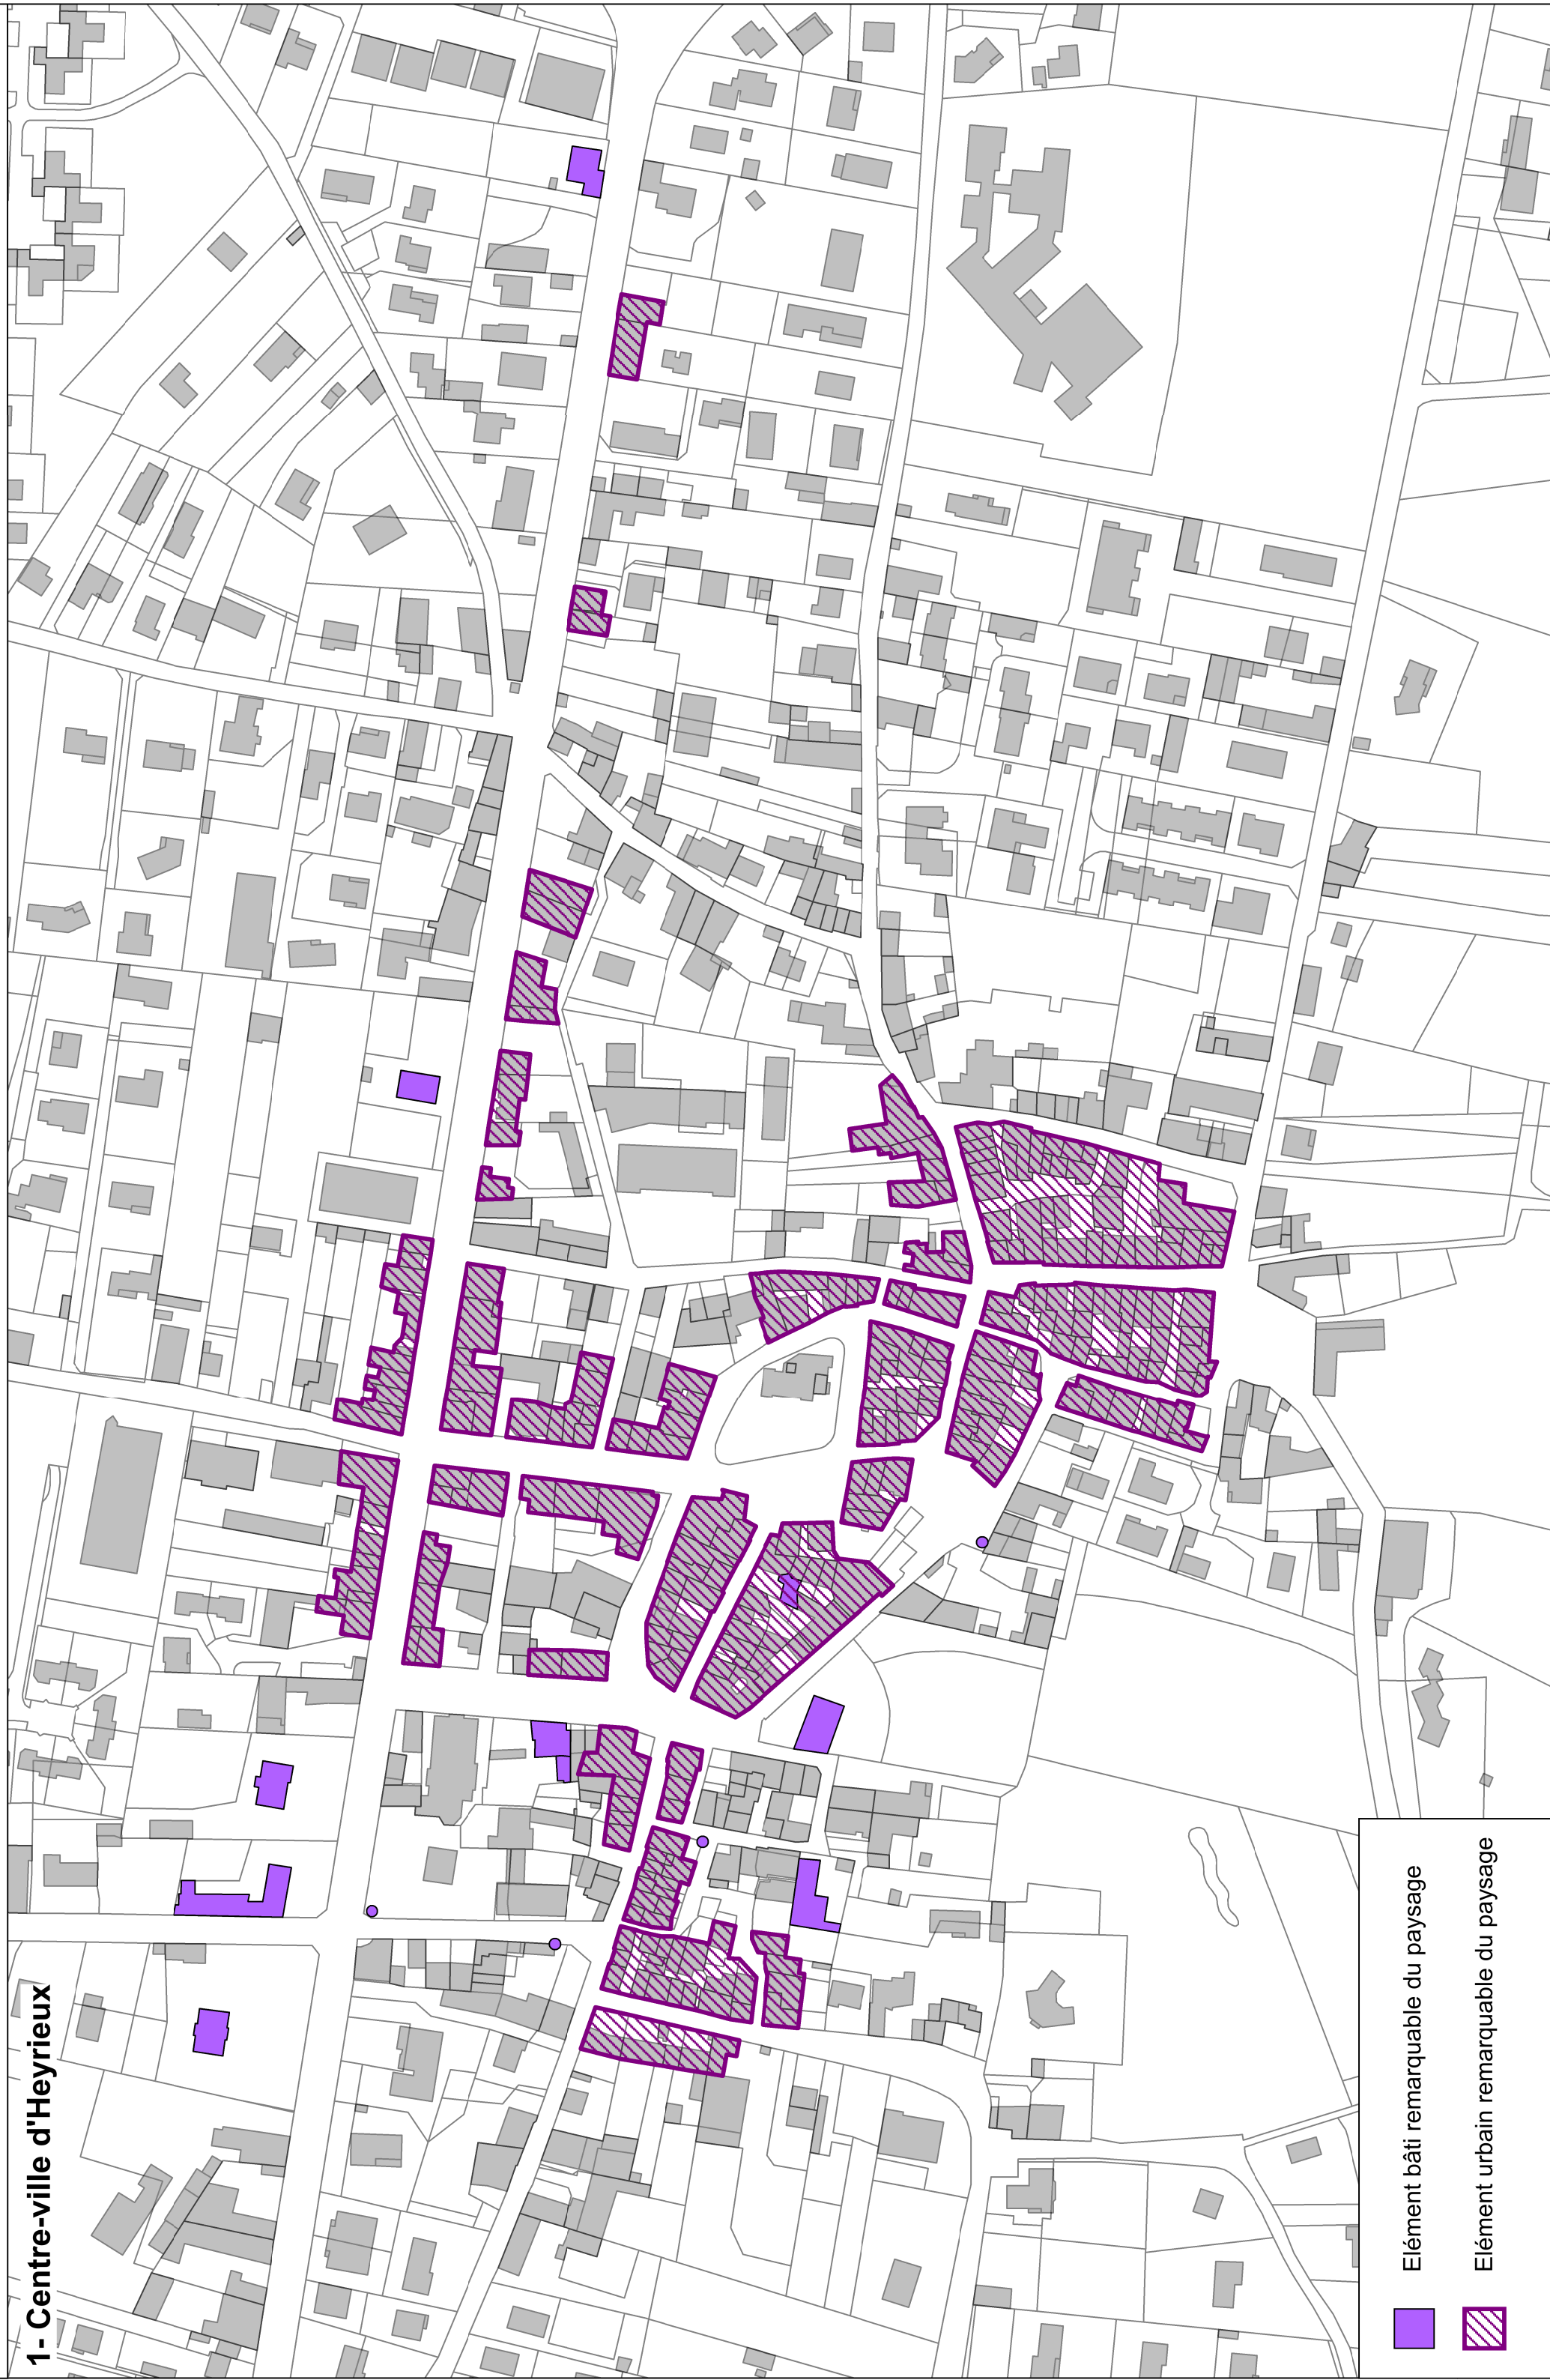 1- Centre-ville d'Heyrieux
Elément bâti remarquable du paysage
Elément urbain remarquable du paysage